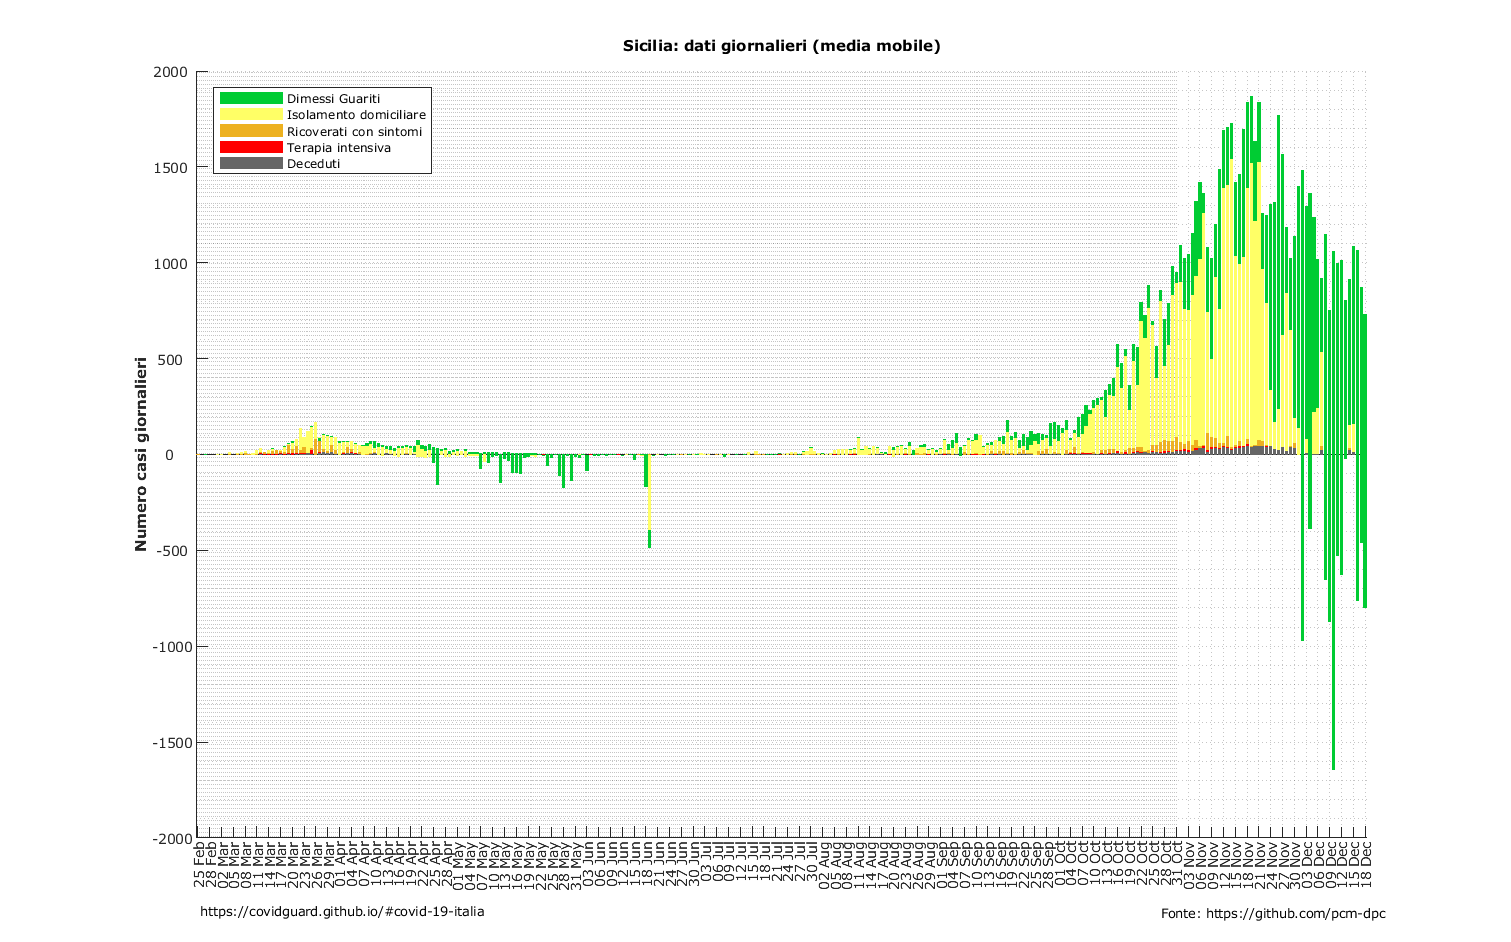 Sicilia: dati giornalieri (media mobile)
Dimessi Guariti
Isolamento domiciliare
Ricoverati con sintomi
Terapia intensiva
Deceduti
Numero casi giornalieri
2000
1500
1000
500
0
-500
-1000
-1500
-2000
25 Feb
28 Feb
02 Mar
05 Mar
08 Mar
11 Mar
14 Mar
17 Mar
20 Mar
23 Mar
26 Mar
29 Mar
01 Apr
04 Apr
07 Apr
10 Apr
13 Apr
16 Apr
19 Apr
22 Apr
25 Apr
28 Apr
01 May
04 May
07 May
10 May
13 May
16 May
19 May
22 May
25 May
28 May
31 May
03 Jun
06 Jun
09 Jun
12 Jun
15 Jun
18 Jun
21 Jun
24 Jun
27 Jun
30 Jun
03 Jul
06 Jul
09 Jul
12 Jul
15 Jul
18 Jul
21 Jul
24 Jul
27 Jul
30 Jul
02 Aug
05 Aug
08 Aug
11 Aug
14 Aug
17 Aug
20 Aug
23 Aug
26 Aug
29 Aug
01 Sep
04 Sep
07 Sep
10 Sep
13 Sep
16 Sep
19 Sep
22 Sep
25 Sep
28 Sep
01 Oct
04 Oct
07 Oct
10 Oct
13 Oct
16 Oct
19 Oct
22 Oct
25 Oct
28 Oct
31 Oct
03 Nov
06 Nov
09 Nov
12 Nov
15 Nov
18 Nov
21 Nov
24 Nov
27 Nov
30 Nov
03 Dec
06 Dec
09 Dec
12 Dec
15 Dec
18 Dec
https://covidguard.github.io/#covid-19-italia
Fonte: https://github.com/pcm-dpc